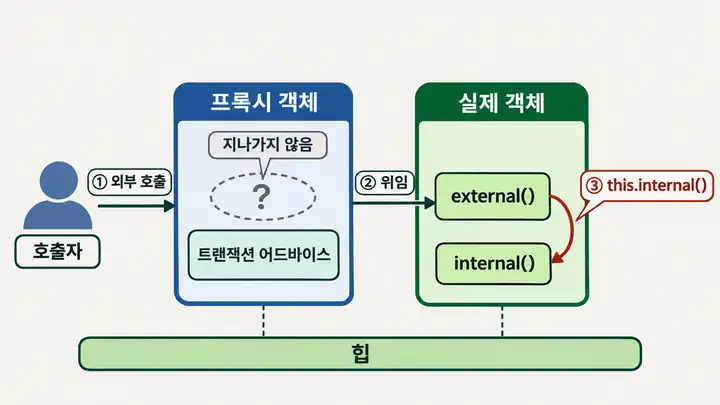 프록시 객체
실제 객체
지나가지 않음
?
① 외부 호출
② 위임
③ this.internal()
external()
호출자
트랜잭션 어드바이스
internal()
힙